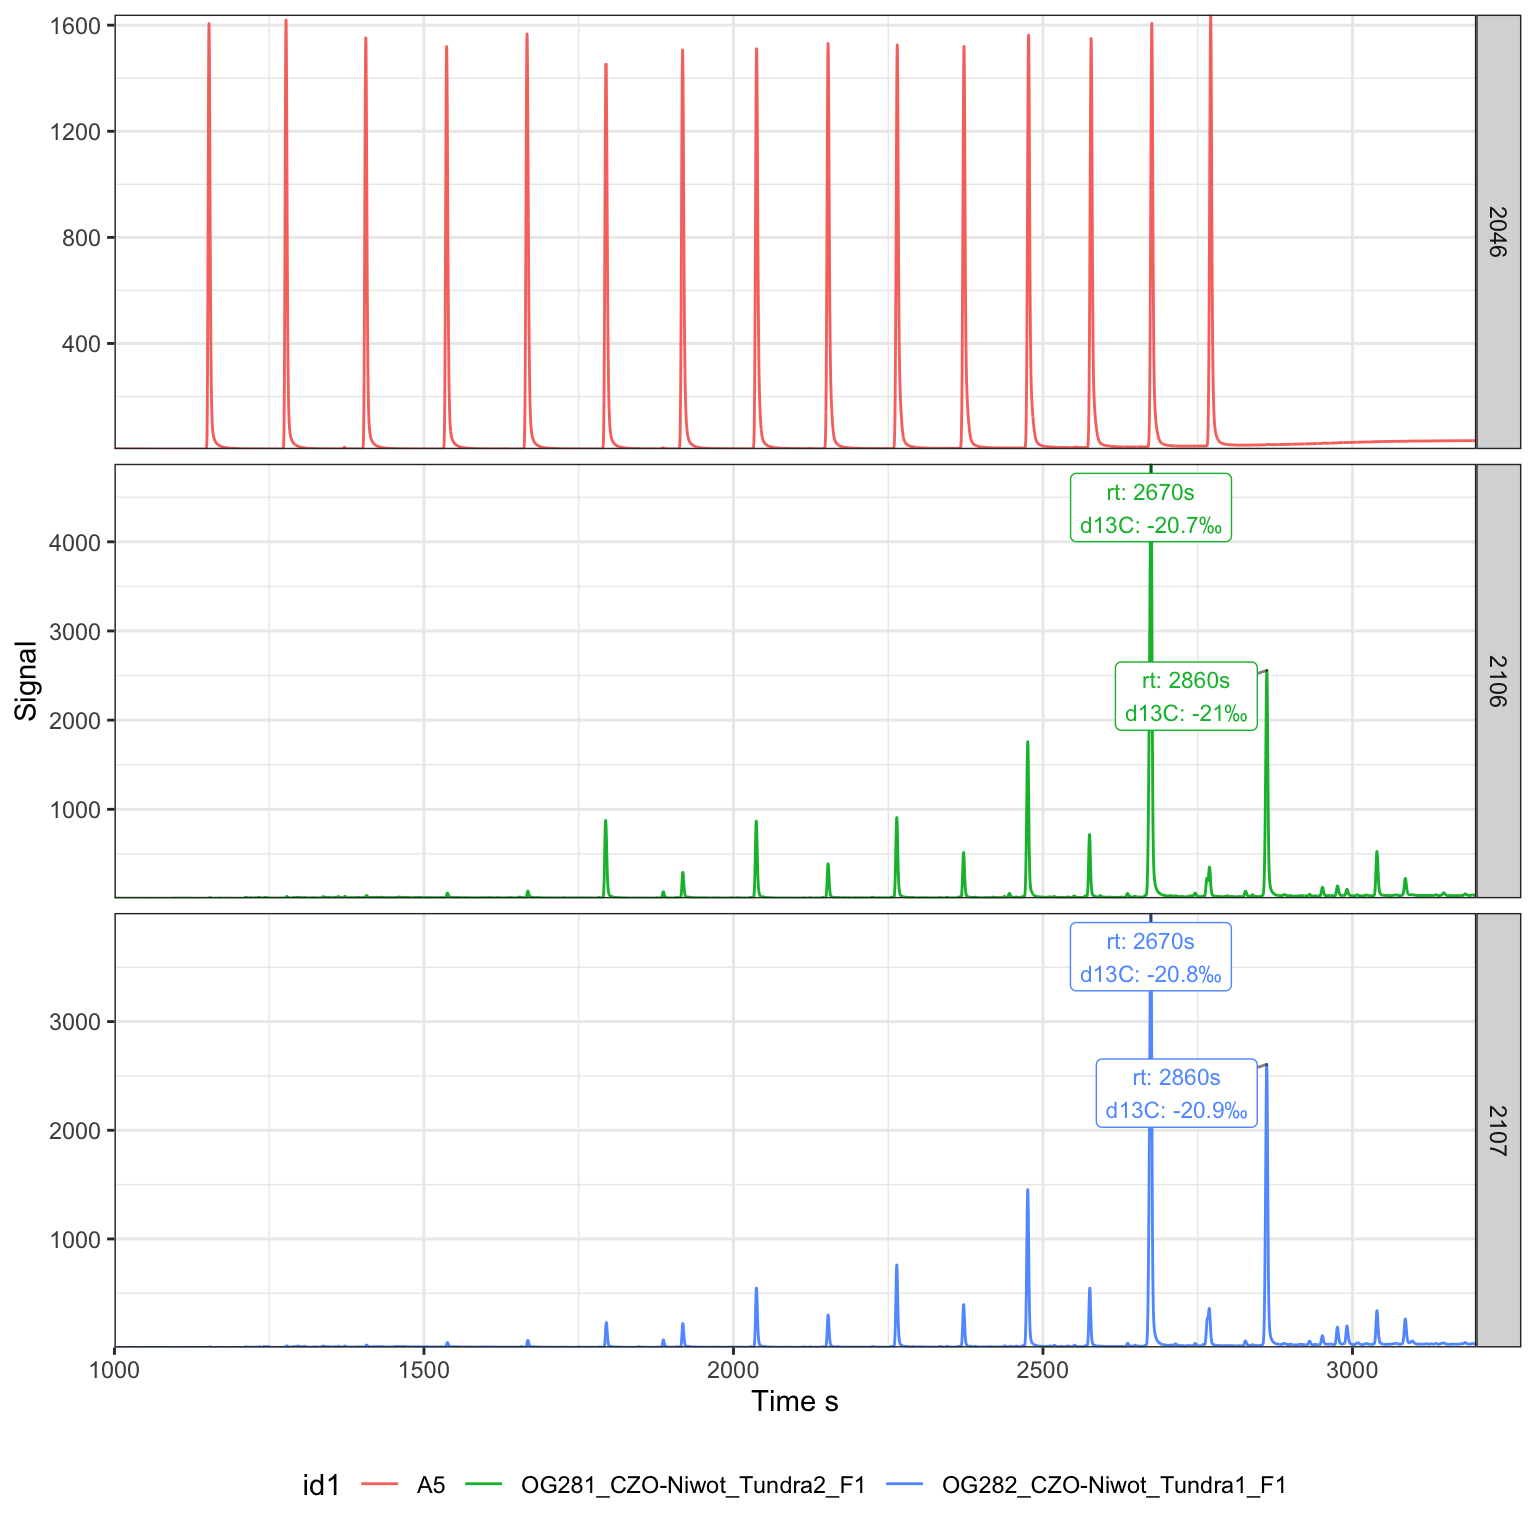 1600
1200
800
400
2046
Signal
4000
3000
2000
1000
rt: 2670s
d13C: -20.7‰
rt: 2860s
d13C: -21‰
2106
3000
2000
1000
rt: 2670s
d13C: -20.8‰
rt: 2860s
d13C: -20.9‰
2107
1000 1500 2000 2500 3000
Time s
id1 A5 OG281_CZO-Niwot_Tundra2_F1 OG282_CZO-Niwot_Tundra1_F1